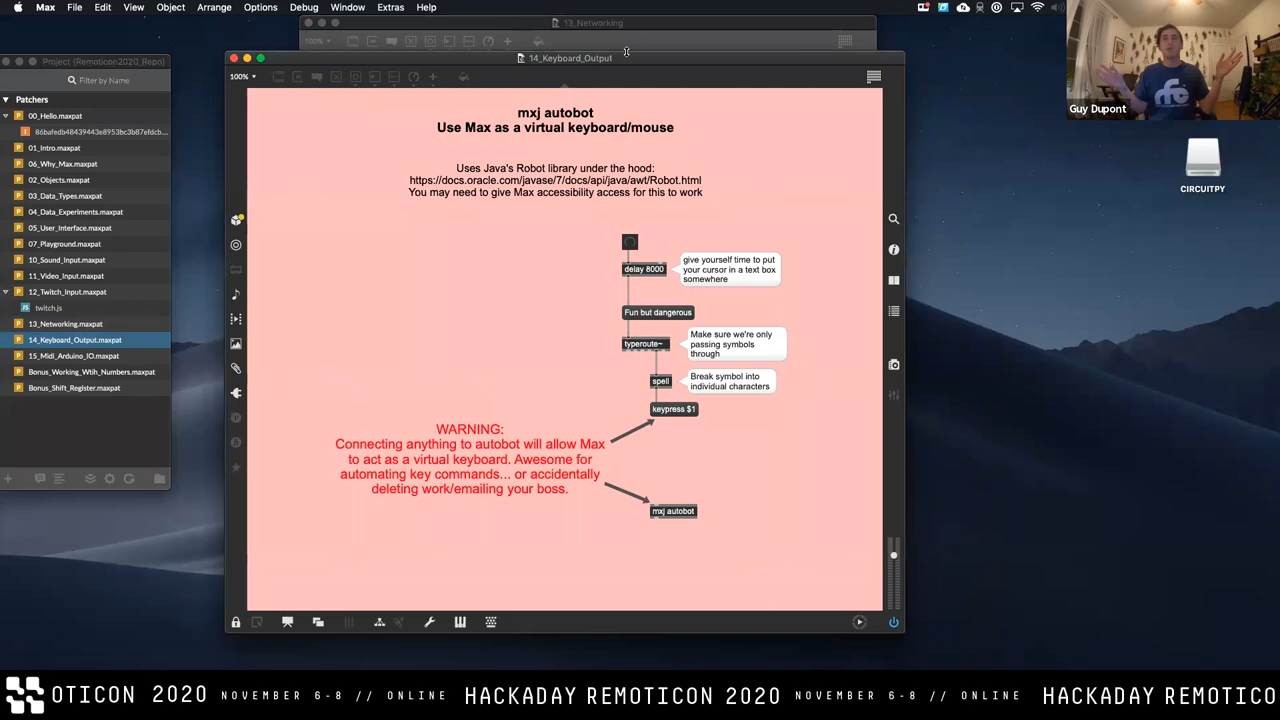 Max File Edit View Object Arrange Options Debug Window Extras Help
13_Networking
100%
Project (Remoticon2020_Repo)
14_Keyboard_Output
100%
Filter by Name
Patchers
00_Hello.maxpat
86bafedb48439443e8953bc3b87efdcb...
01_Intro.maxpat
06_Why_Max.maxpat
02_Objects.maxpat
03_Data_Types.maxpat
04_Data_Experiments.maxpat
05_User_Interface.maxpat
07_Playground.maxpat
10_Sound_Input.maxpat
11_Video_Input.maxpat
12_Twitch_Input.maxpat
twitch.js
13_Networking.maxpat
14_Keyboard_Output.maxpat
15_Midi_Arduino_IO.maxpat
Bonus_Working_Wtih_Numbers.maxpat
Bonus_Shift_Register.maxpat
mxj autobot
Use Max as a virtual keyboard/mouse
Uses Java's Robot library under the hood:
https://docs.oracle.com/javase/7/docs/api/java/awt/Robot.html
You may need to give Max accessibility access for this to work
delay 8000
give yourself time to put
your cursor in a text box
somewhere
Fun but dangerous
typeroute~
Make sure we're only
passing symbols
through
spell
Break symbol into
individual characters
keypress $1
WARNING:
Connecting anything to autobot will allow Max
to act as a virtual keyboard. Awesome for
automating key commands... or accidentally
deleting work/emailing your boss.
mxj autobot
Guy Dupont
CIRCUITPY
OTICON 2020 NOVEMBER 6-8 // ONLINE HACKADAY REMOTICON 2020 NOVEMBER 6-8 // ONLINE HACKADAY REMOTICO